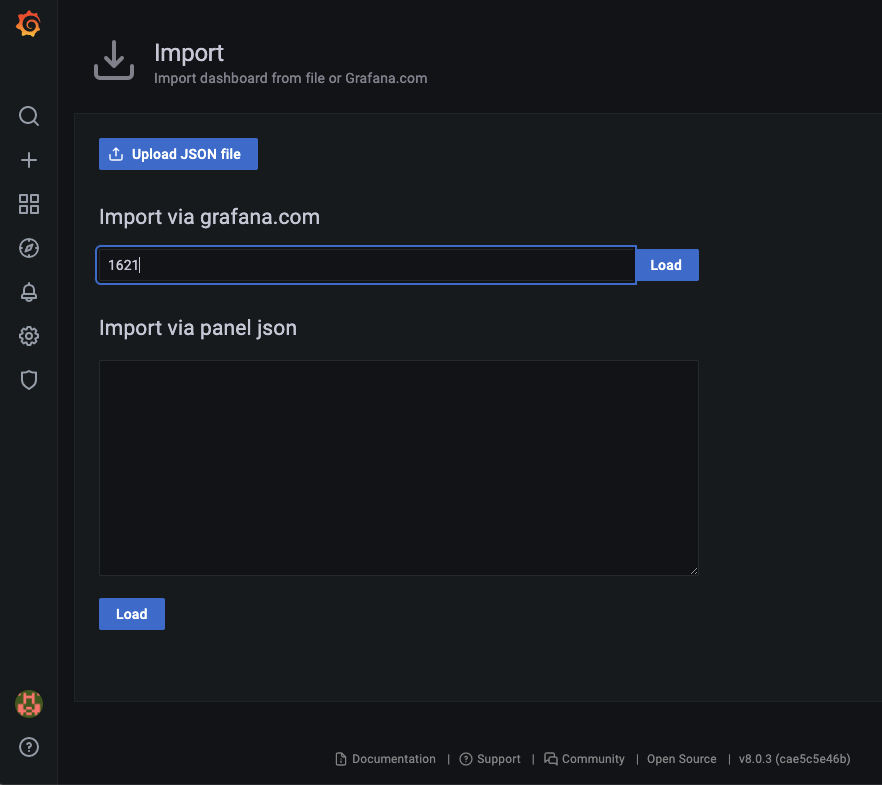 Import
Import dashboard from file or Grafana.com
Upload JSON file
Import via grafana.com
1621
Load
Import via panel json
Load
Documentation | Support | Community | Open Source | v8.0.3 (cae5c5e46b)